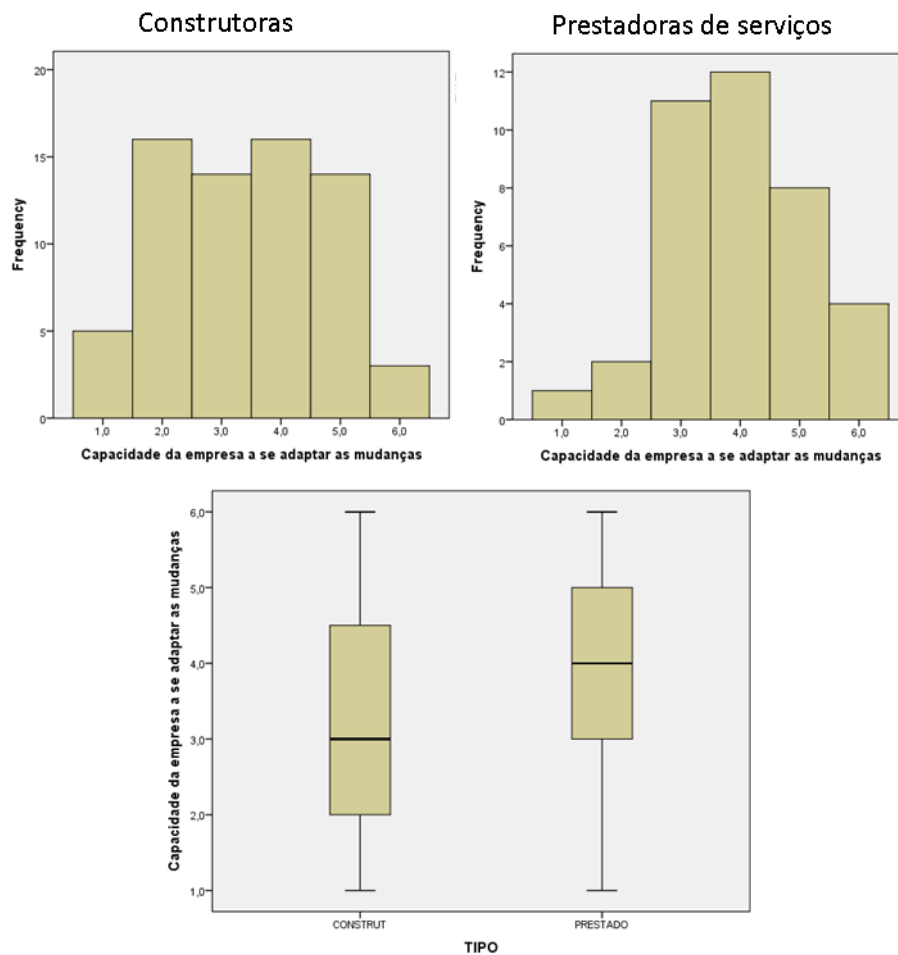 Construtoras
20
15
10
5
0
Frequency
1,0 2,0 3,0 4,0 5,0 6,0
Capacidade da empresa a se adaptar as mudanças
Prestadoras de serviços
12
10
8
6
4
2
0
Frequency
1,0 2,0 3,0 4,0 5,0 6,0
Capacidade da empresa a se adaptar as mudanças
6,0
5,0
4,0
3,0
2,0
1,0
Capacidade da empresa a se adaptar as mudanças
CONSTRUT PRESTADO
TIPO